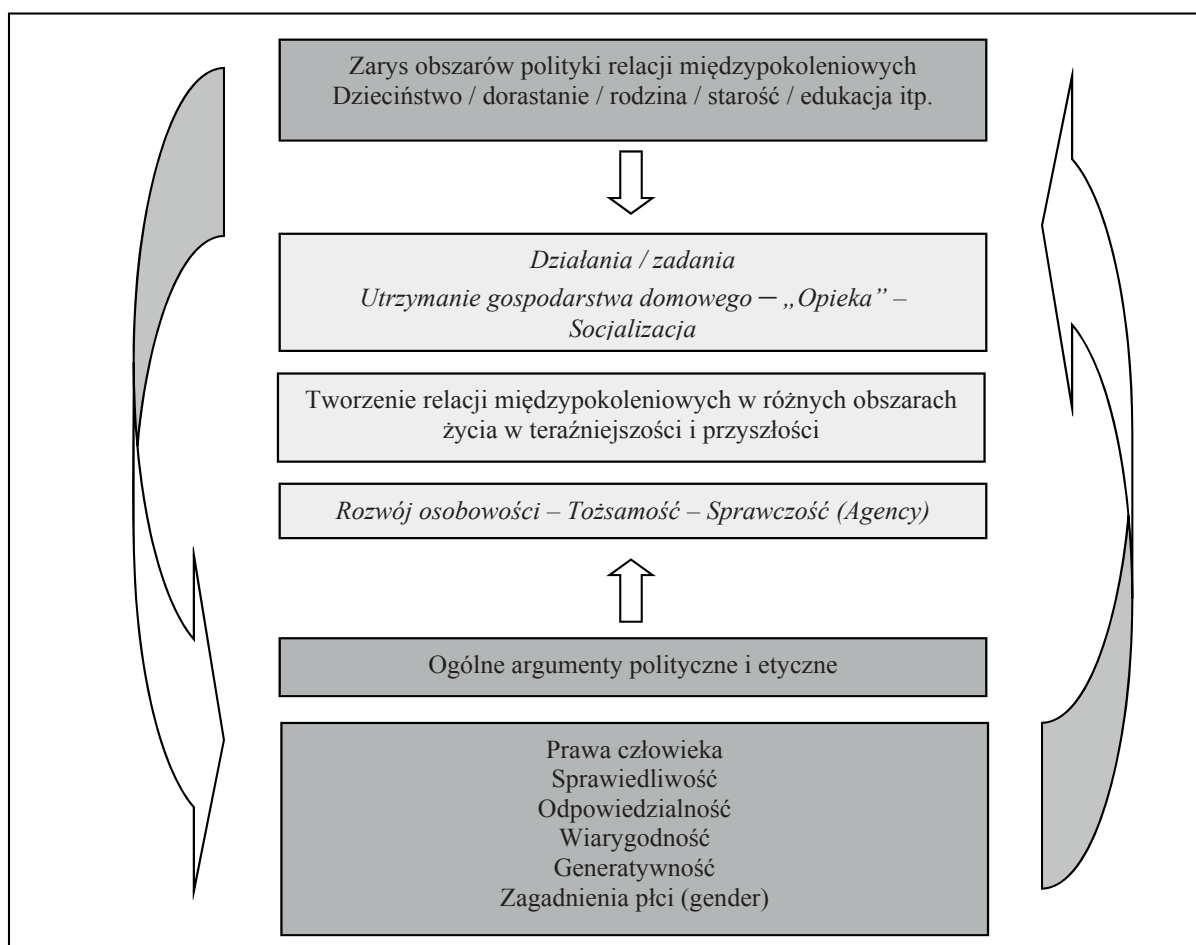 Zarys obszarów polityki relacji międzypokoleniowych
Dzieciństwo / dorastanie / rodzina / starość / edukacja itp.
Działania / zadania
Utrzymanie gospodarstwa domowego – „Opieka” –
Socjalizacja
Tworzenie relacji międzypokoleniowych w różnych obszarach
życia w teraźniejszości i przyszłości
Rozwój osobowości – Tożsamość – Sprawczość (Agency)
Ogólne argumenty polityczne i etyczne
Prawa człowieka
Sprawiedliwość
Odpowiedzialność
Wiarygodność
Generatywność
Zagadnienia płci (gender)